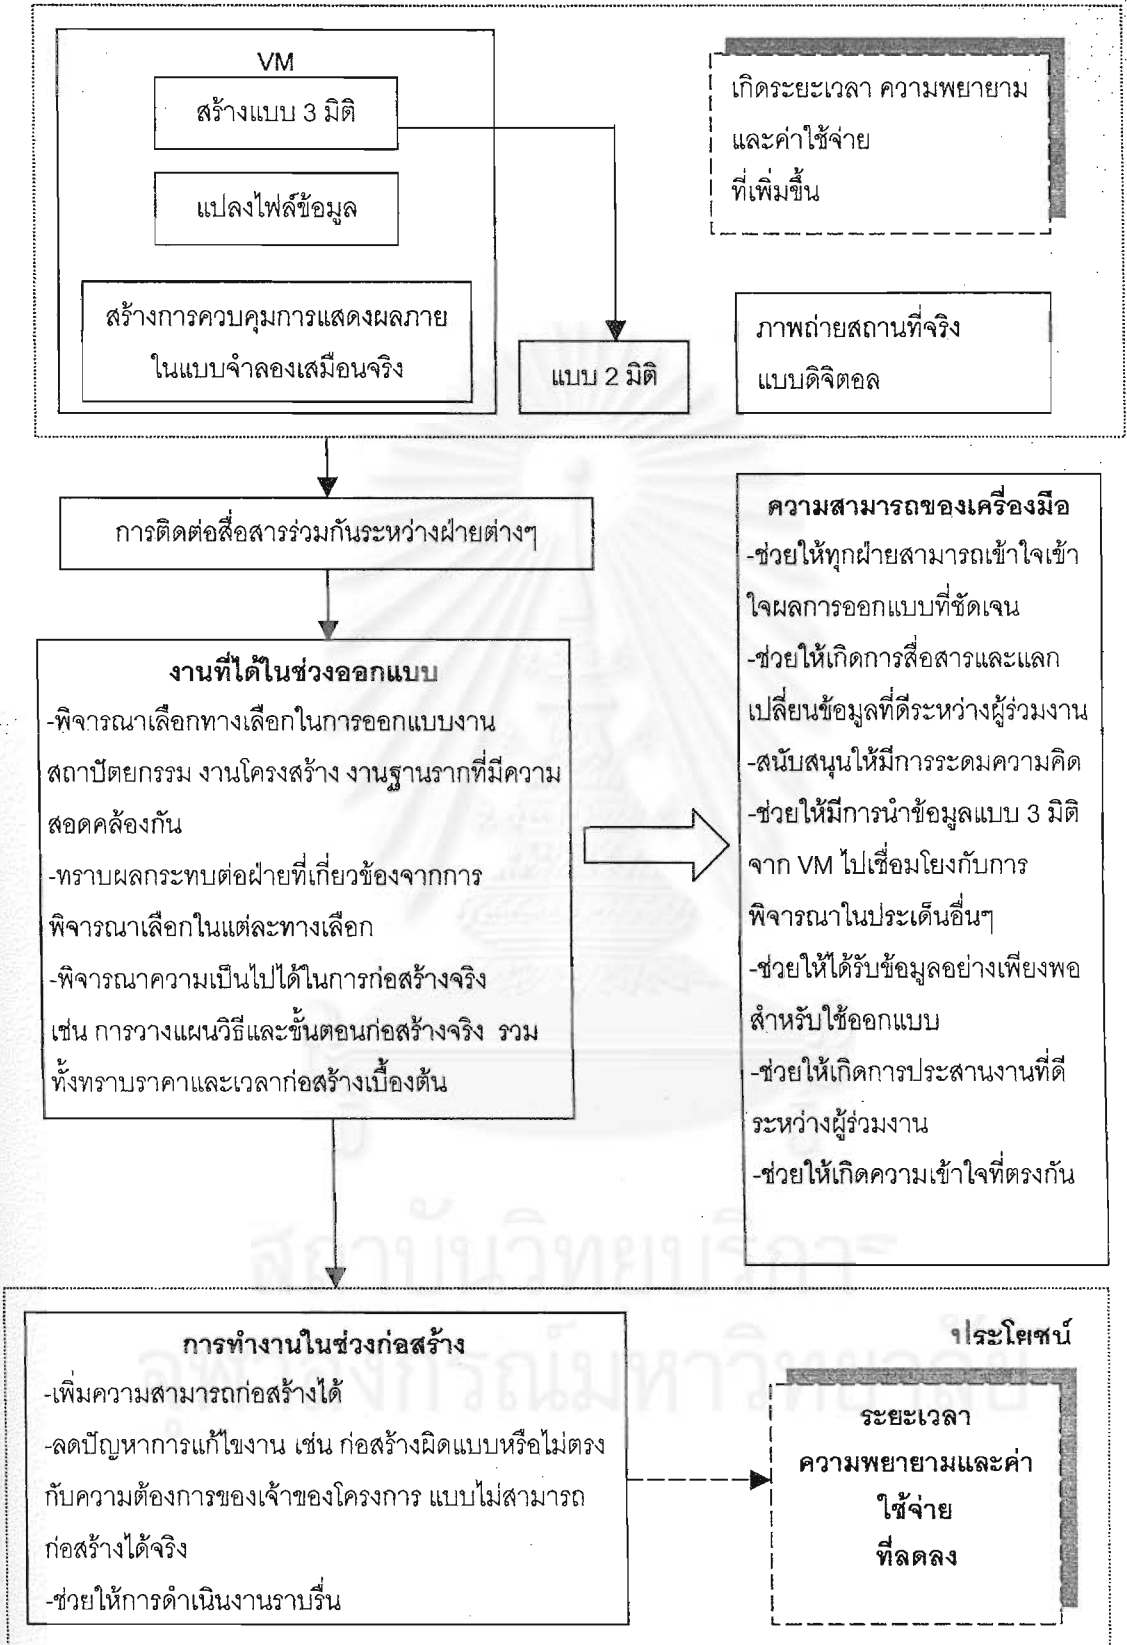 VM
สร้างแบบ 3 มิติ
แปลงไฟล์ข้อมูล
สร้างการควบคุมการแสดงผลภาย
ในแบบจำลองเสมือนจริง
แบบ 2 มิติ
เกิดระยะเวลา ความพยายาม
และค่าใช้จ่าย
ที่เพิ่มขึ้น
ภาพถ่ายสถานที่จริง
แบบดิจิตอล
การติดต่อสื่อสารร่วมกันระหว่างฝ่ายต่างๆ
งานที่ได้ในช่วงออกแบบ
-พิจารณาเลือกทางเลือกในการออกแบบงาน
สถาปัตยกรรม งานโครงสร้าง งานฐานรากที่มีความ
สอดคล้องกัน
-ทราบผลกระทบต่อฝ่ายที่เกี่ยวข้องจากการ
พิจารณาเลือกในแต่ละทางเลือก
-พิจารณาความเป็นไปได้ในการก่อสร้างจริง
เช่น การวางแผนวิธีและขั้นตอนก่อสร้างจริง รวม
ทั้งทราบราคาและเวลาก่อสร้างเบื้องต้น
ความสามารถของเครื่องมือ
-ช่วยให้ทุกฝ่ายสามารถเข้าใจเข้า
ใจผลการออกแบบที่ชัดเจน
-ช่วยให้เกิดการสื่อสารและแลก
เปลี่ยนข้อมูลที่ดีระหว่างผู้ร่วมงาน
-สนับสนุนให้มีการระดมความคิด
-ช่วยให้มีการนำข้อมูลแบบ 3 มิติ
จาก VM ไปเชื่อมโยงกับการ
พิจารณาในประเด็นอื่นๆ
-ช่วยให้ได้รับข้อมูลอย่างเพียงพอ
สำหรับใช้ออกแบบ
-ช่วยให้เกิดการประสานงานที่ดี
ระหว่างผู้ร่วมงาน
-ช่วยให้เกิดความเข้าใจที่ตรงกัน
สถาบันวิทยบริการ
จุฬาลงกรณ์มหาวิทยาลัย
การทำงานในช่วงก่อสร้าง
-เพิ่มความสามารถก่อสร้างได้
-ลดปัญหาการแก้ไขงาน เช่น ก่อสร้างผิดแบบหรือไม่ตรง
กับความต้องการของเจ้าของโครงการ แบบไม่สามารถ
ก่อสร้างได้จริง
-ช่วยให้การดำเนินงานราบรื่น
ประโยชน์
ระยะเวลา
ความพยายามและค่า
ใช้จ่าย
ที่ลดลง